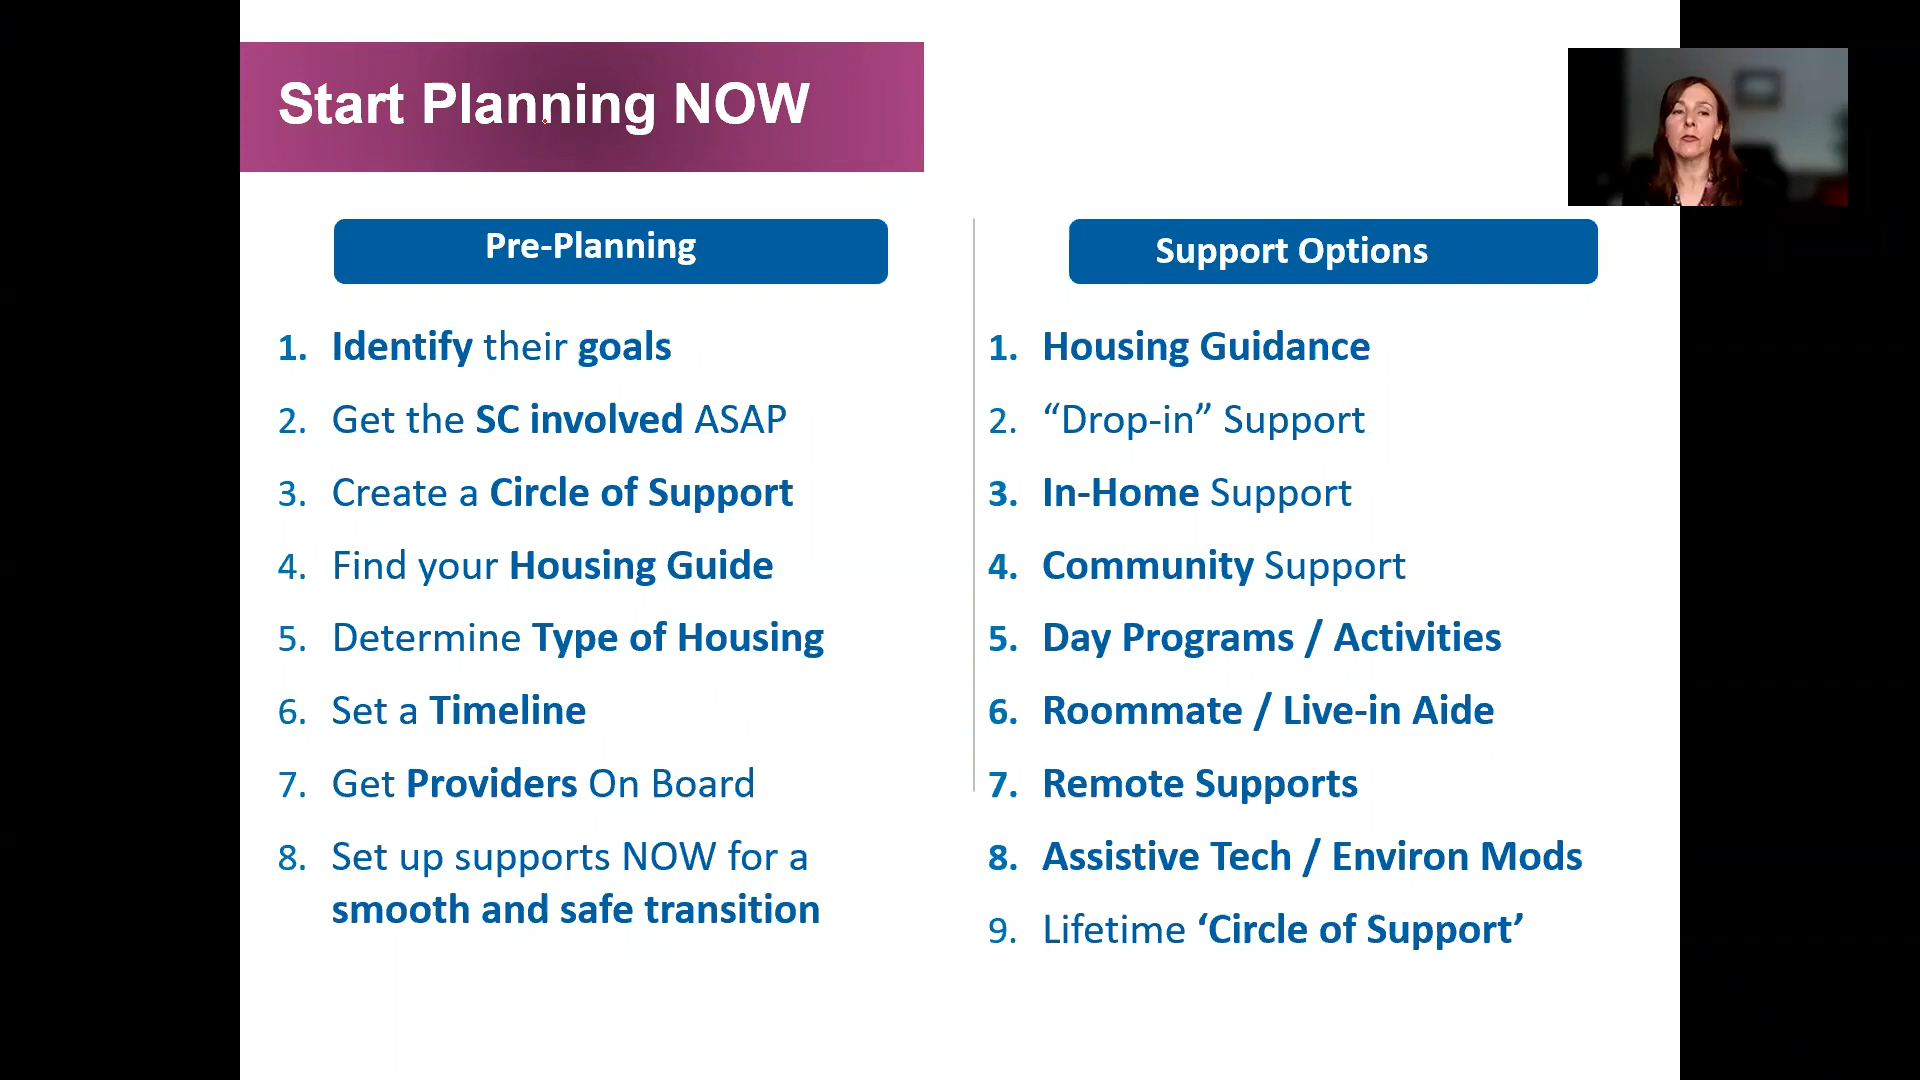 Start Planning NOW
Pre-Planning
1. Identify their goals
2. Get the SC involved ASAP
3. Create a Circle of Support
4. Find your Housing Guide
5. Determine Type of Housing
6. Set a Timeline
7. Get Providers On Board
8. Set up supports NOW for a
smooth and safe transition
Support Options
1. Housing Guidance
2. “Drop-in” Support
3. In-Home Support
4. Community Support
5. Day Programs / Activities
6. Roommate / Live-in Aide
7. Remote Supports
8. Assistive Tech / Environ Mods
9. Lifetime ‘Circle of Support’